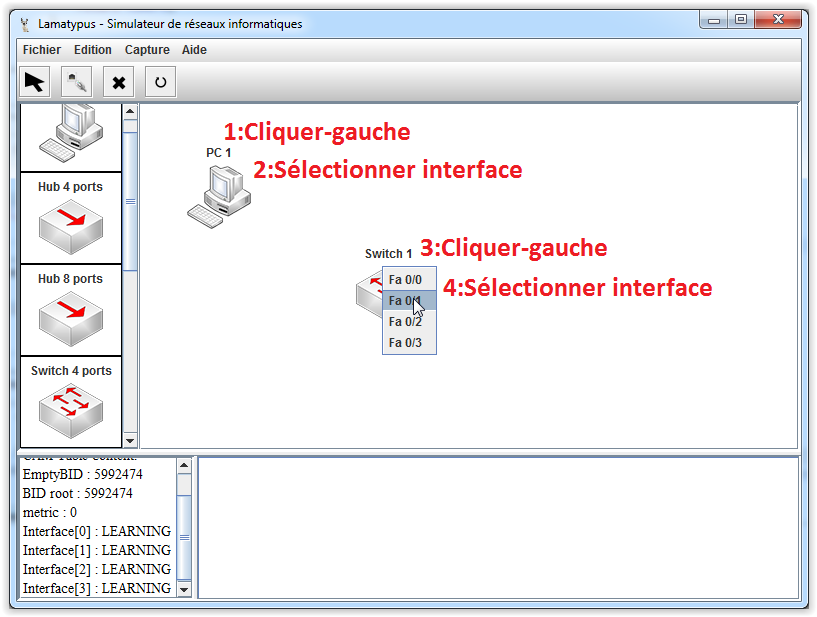 Lamatypus - Simulateur de réseaux informatiques
Fichier Edition Capture Aide
Hub 4 ports
Hub 8 ports
Switch 4 ports
1:Cliquer-gauche
PC 1
2:Sélectionner interface
Switch 1
3:Cliquer-gauche
4:Sélectionner interface
Fa 0/0
Fa 0/1
Fa 0/2
Fa 0/3
EmptyBID : 5992474
BID root : 5992474
metric : 0
Interface[0] : LEARNING
Interface[1] : LEARNING
Interface[2] : LEARNING
Interface[3] : LEARNING